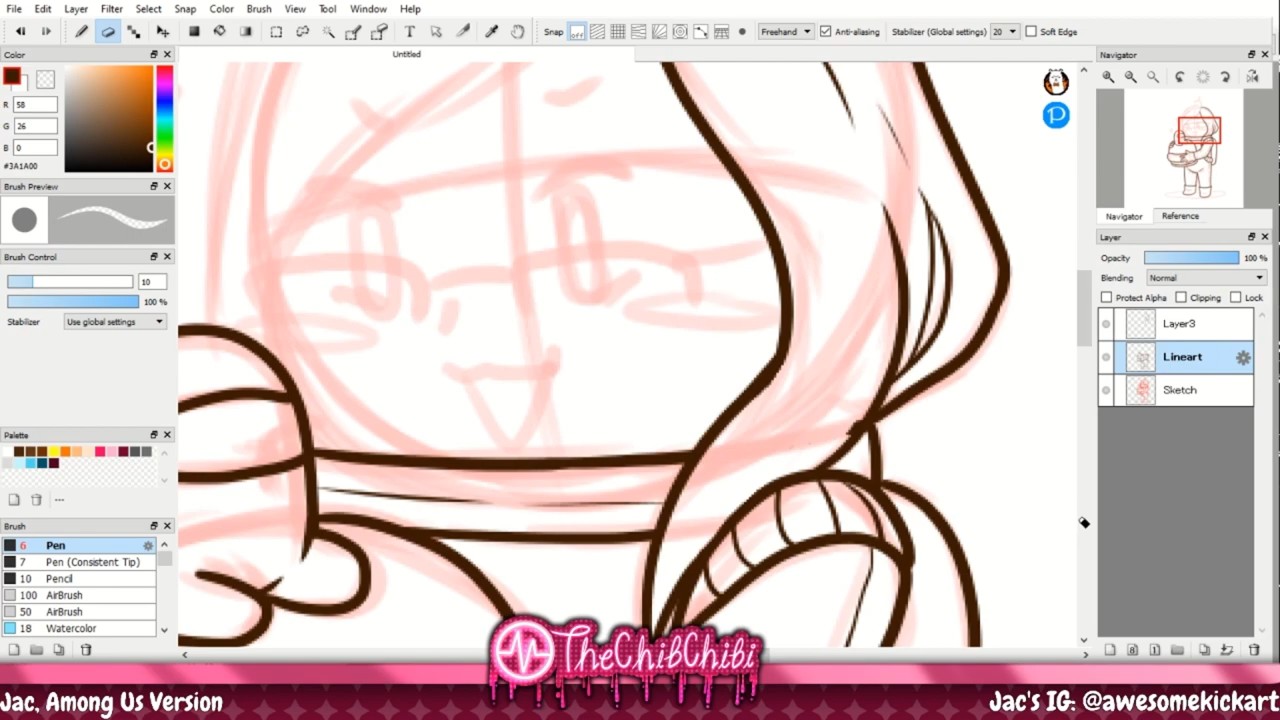 File Edit Layer Filter Select Snap Color Brush View Tool Window Help
Snap off Freehand Anti-aliasing Stabilizer (Global settings) 20 Soft Edge
Color
Untitled
Navigator
R 58
G 26
B 0
#3A1A00
Brush Preview
Brush Control
10
100 %
Stabilizer Use global settings
Navigator Reference
Layer
Opacity 100 %
Blending Normal
Protect Alpha Clipping Lock
Layer3
Lineart
Sketch
Palette
Brush
6 Pen
7 Pen (Consistent Tip)
10 Pencil
100 AirBrush
50 AirBrush
18 Watercolor
TheChibChibi
Jac, Among Us Version
Jac's IG: @awesomekickart